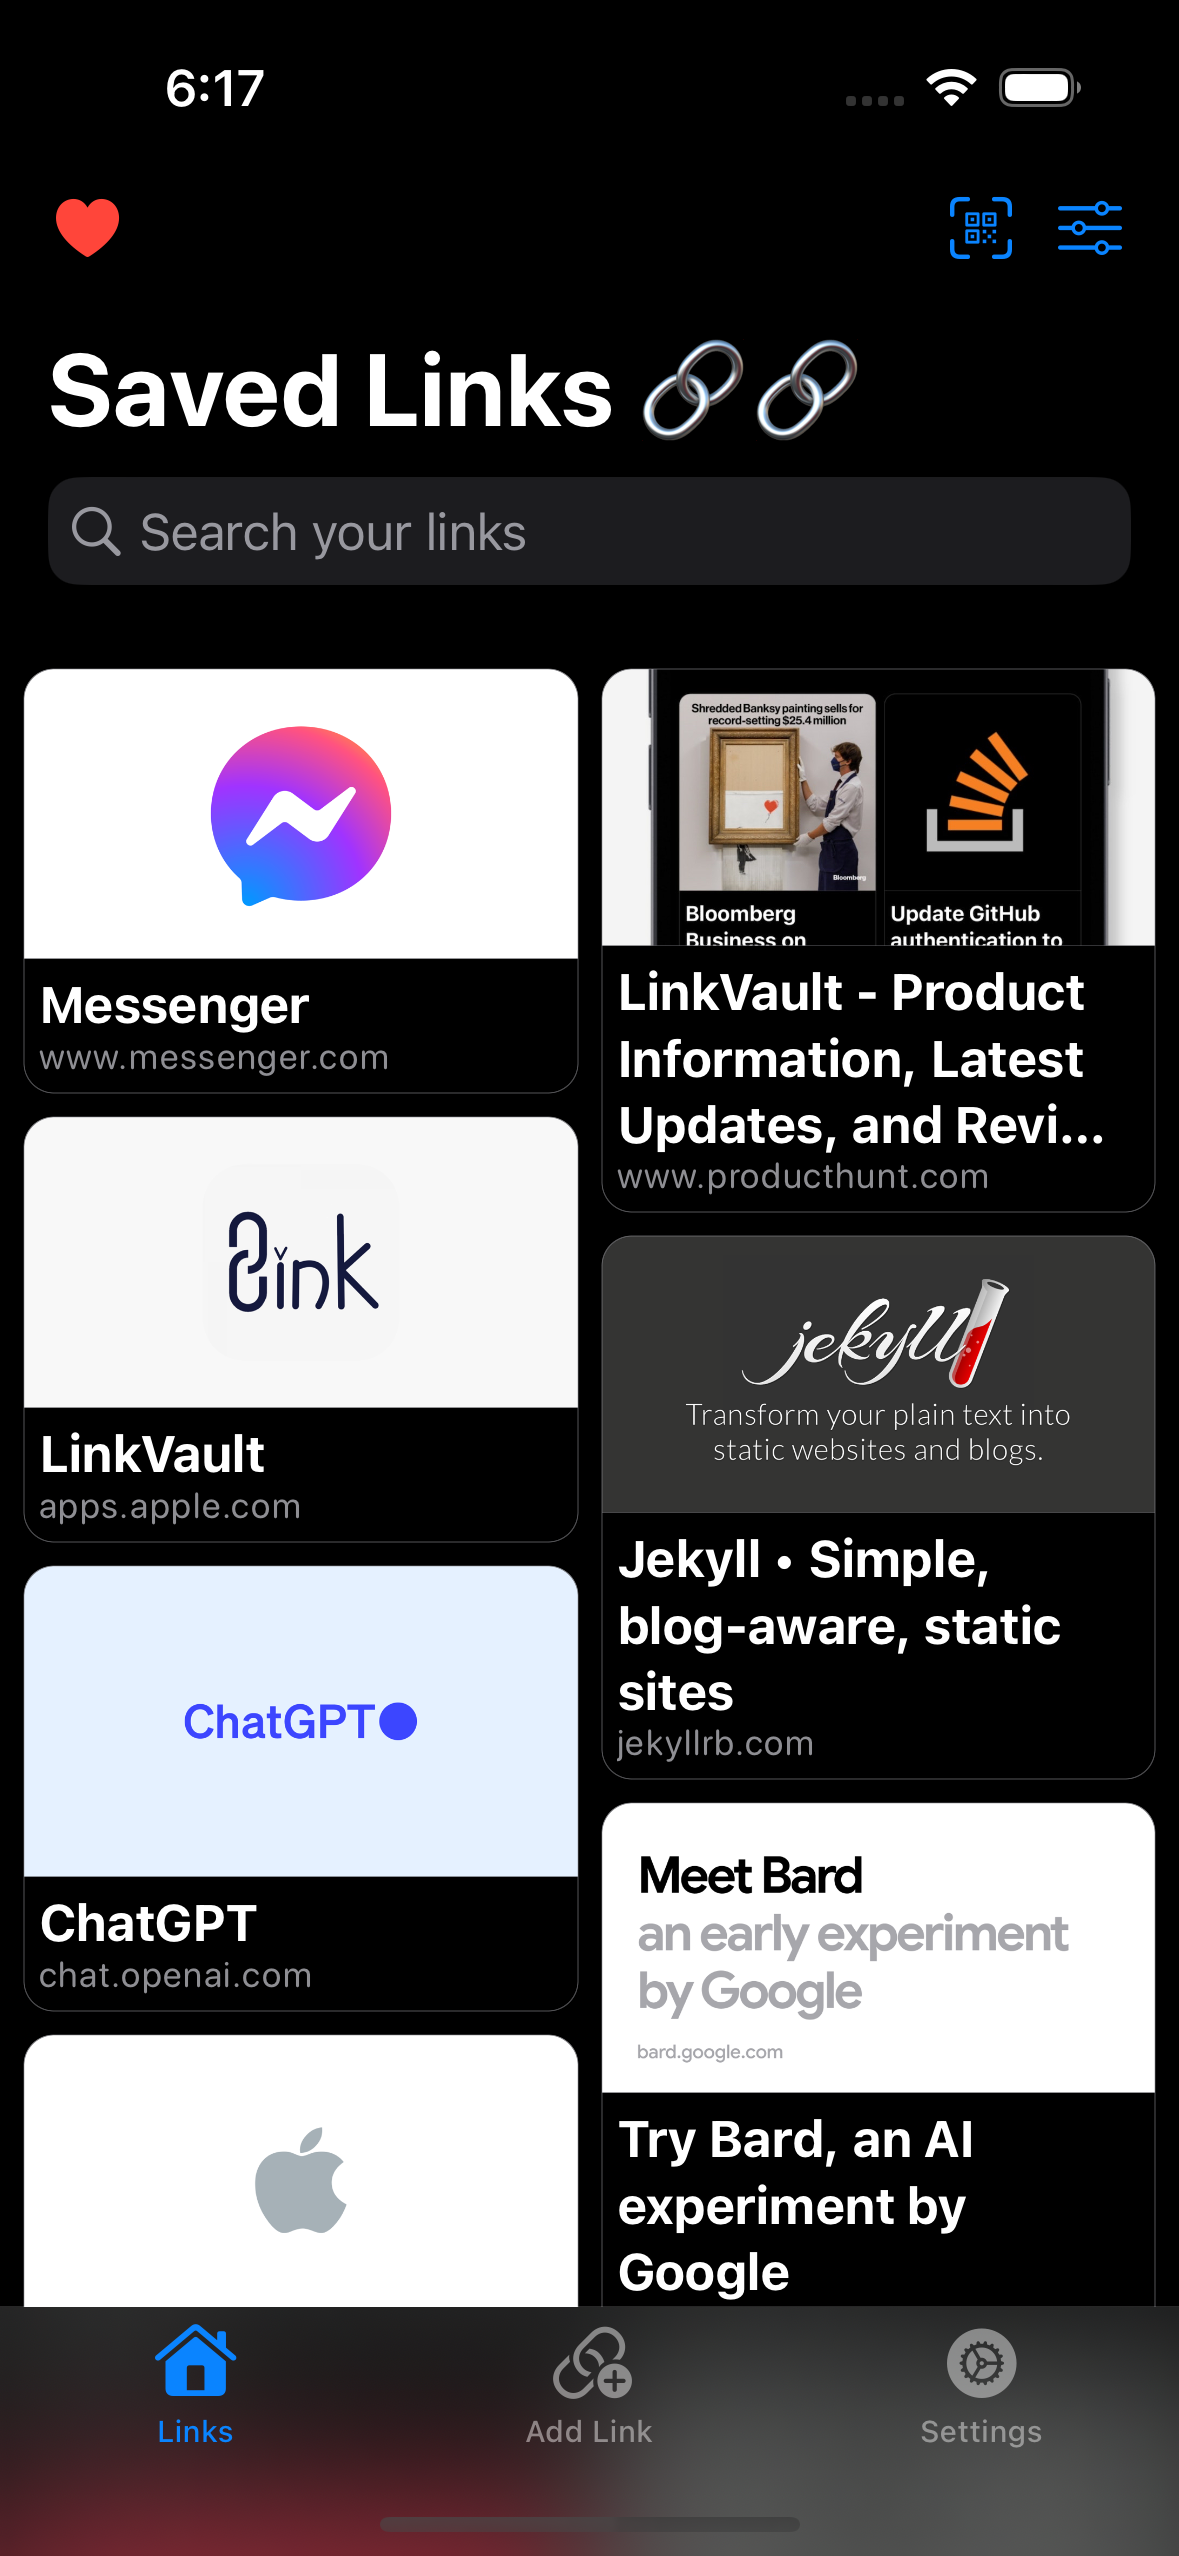 6:17
Saved Links 🔗🔗
Search your links
Messenger
www.messenger.com
Shredded Banksy painting sells for
record-setting $25.4 million
Bloomberg
Bloomberg
Business on
Update GitHub
authentication to
LinkVault - Product
Information, Latest
Updates, and Revi...
www.producthunt.com
link
LinkVault
apps.apple.com
jekyll
Transform your plain text into
static websites and blogs.
Jekyll • Simple,
blog-aware, static
sites
jekyllrb.com
ChatGPT
ChatGPT
chat.openai.com
Meet Bard
an early experiment
by Google
bard.google.com
Try Bard, an AI
experiment by
Google
Links
Add Link
Settings